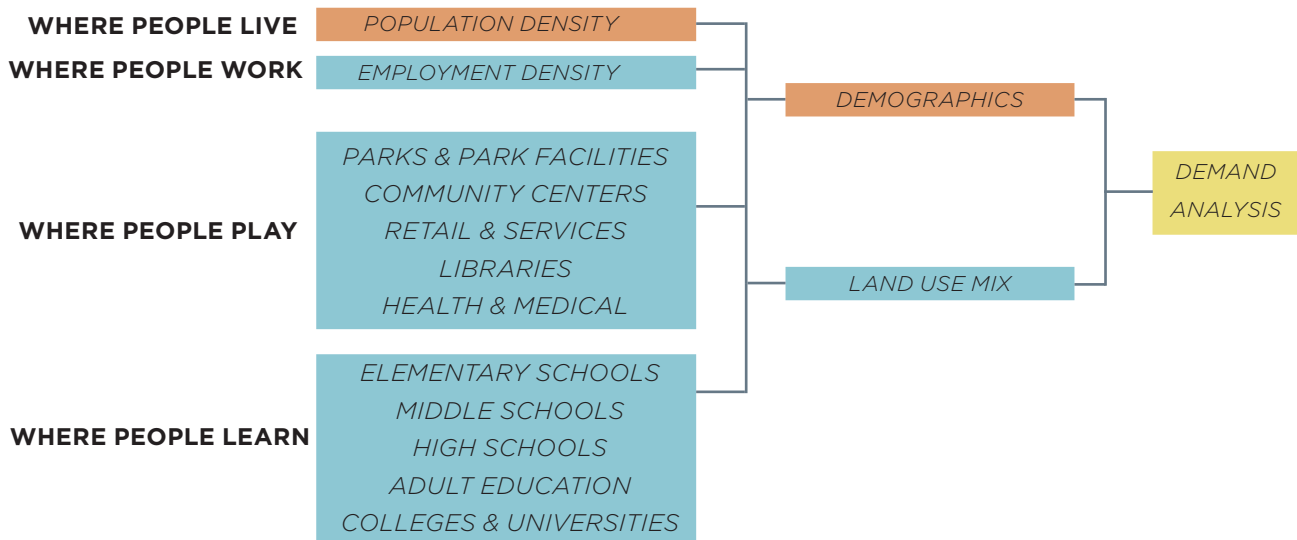 WHERE PEOPLE LIVE
POPULATION DENSITY
WHERE PEOPLE WORK
EMPLOYMENT DENSITY
WHERE PEOPLE PLAY
PARKS & PARK FACILITIES
COMMUNITY CENTERS
RETAIL & SERVICES
LIBRARIES
HEALTH & MEDICAL
WHERE PEOPLE LEARN
ELEMENTARY SCHOOLS
MIDDLE SCHOOLS
HIGH SCHOOLS
ADULT EDUCATION
COLLEGES & UNIVERSITIES
DEMOGRAPHICS
LAND USE MIX
DEMAND
ANALYSIS